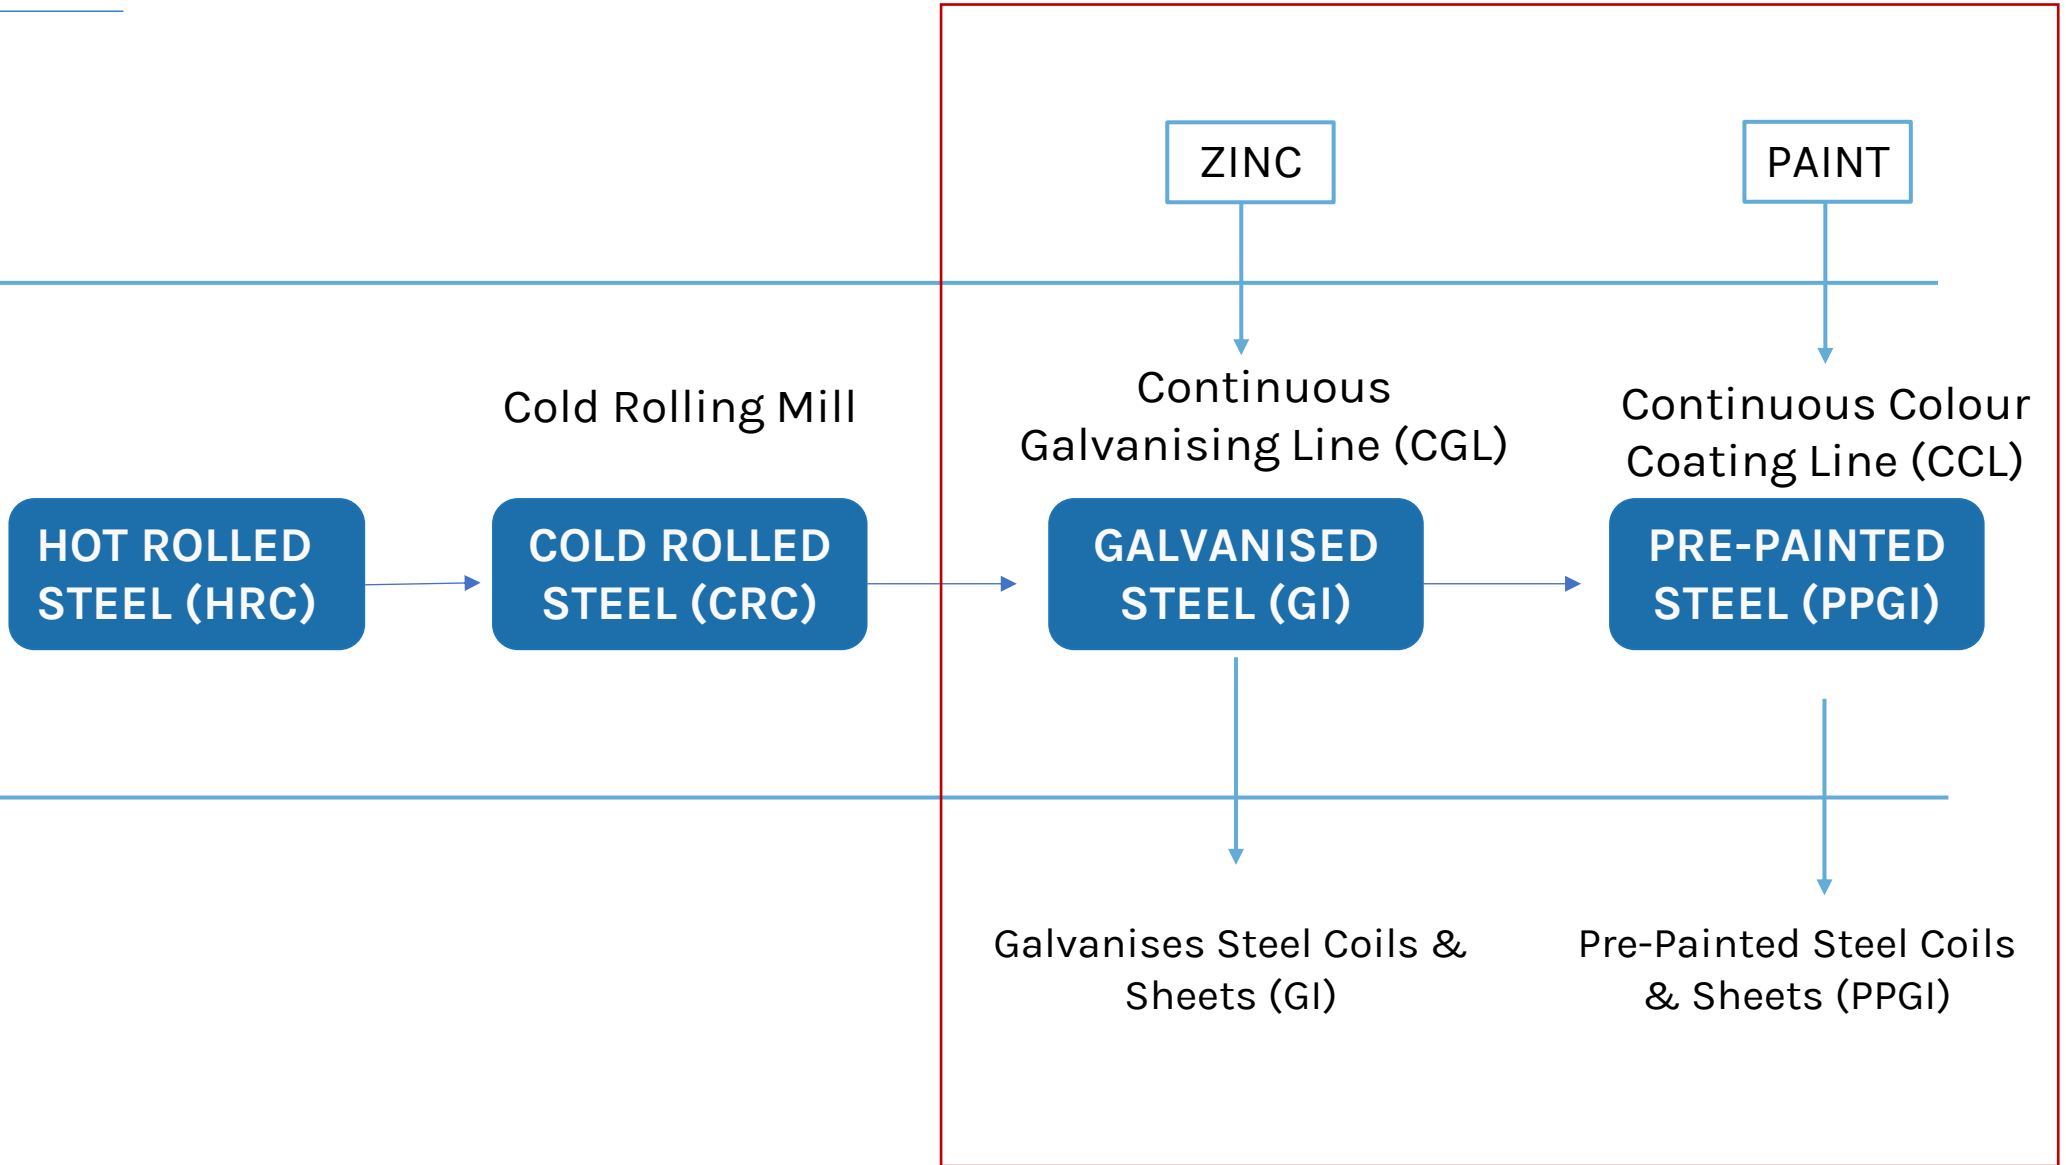 ZINC
PAINT
Cold Rolling Mill
Continuous
Galvanising Line (CGL)
Continuous Colour
Coating Line (CCL)
HOT ROLLED
STEEL (HRC)
COLD ROLLED
STEEL (CRC)
GALVANISED
STEEL (GI)
PRE-PAINTED
STEEL (PPGI)
Galvanises Steel Coils &
Sheets (GI)
Pre-Painted Steel Coils
& Sheets (PPGI)